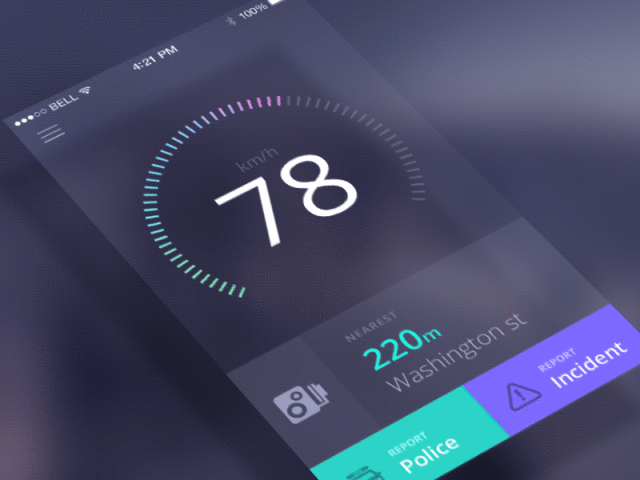 BELL
4:21 PM
100%
km/h
78
NEAREST
220m
Washington st
REPORT
Police
REPORT
Incident